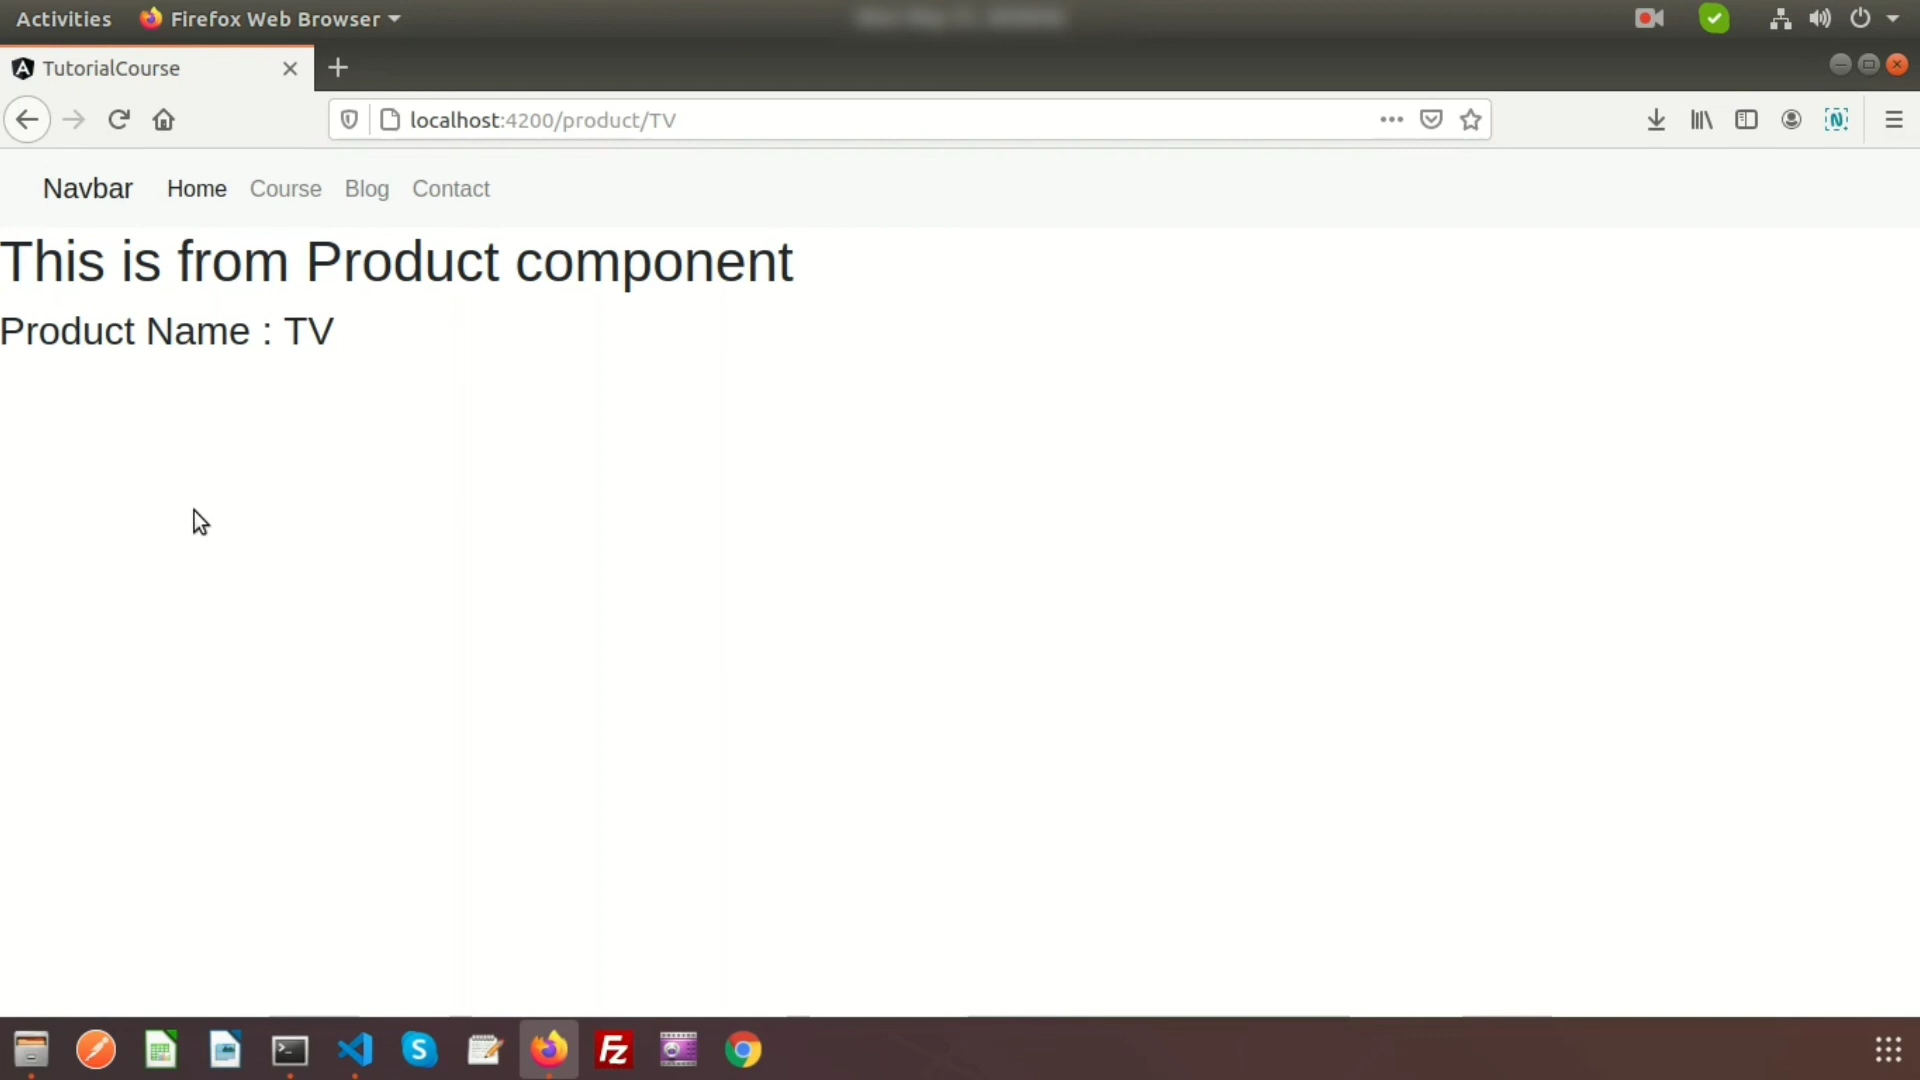 Activities Firefox Web Browser
TutorialCourse
localhost:4200/product/TV
Navbar Home Course Blog Contact
This is from Product component
Product Name : TV